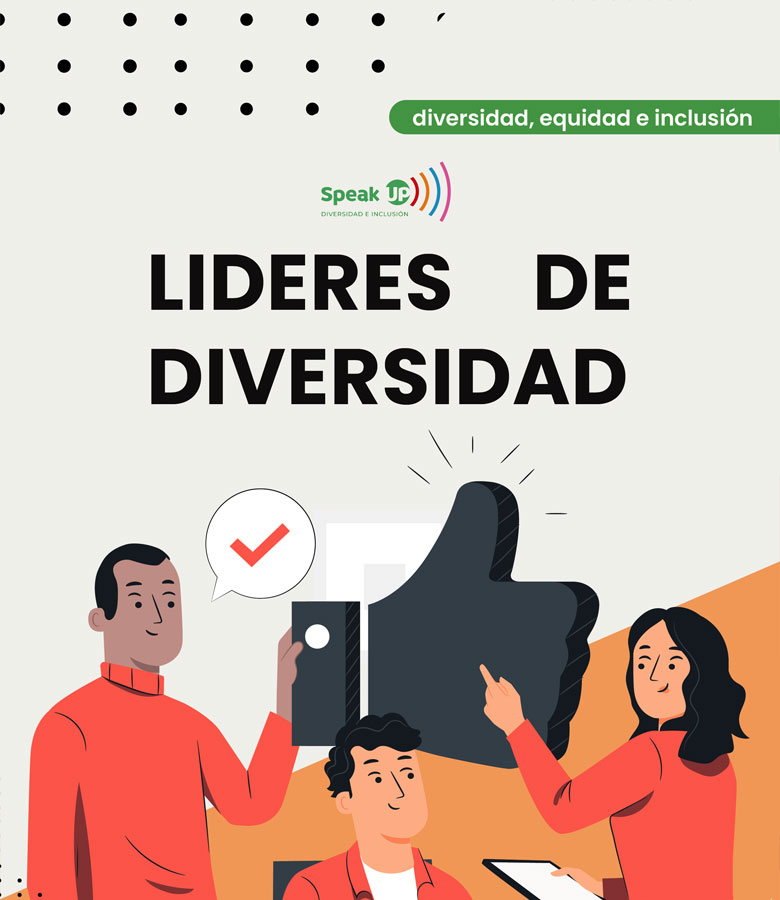 diversidad, equidad e inclusión
Speak UP
DIVERSIDAD E INCLUSIÓN
LIDERES DE
DIVERSIDAD